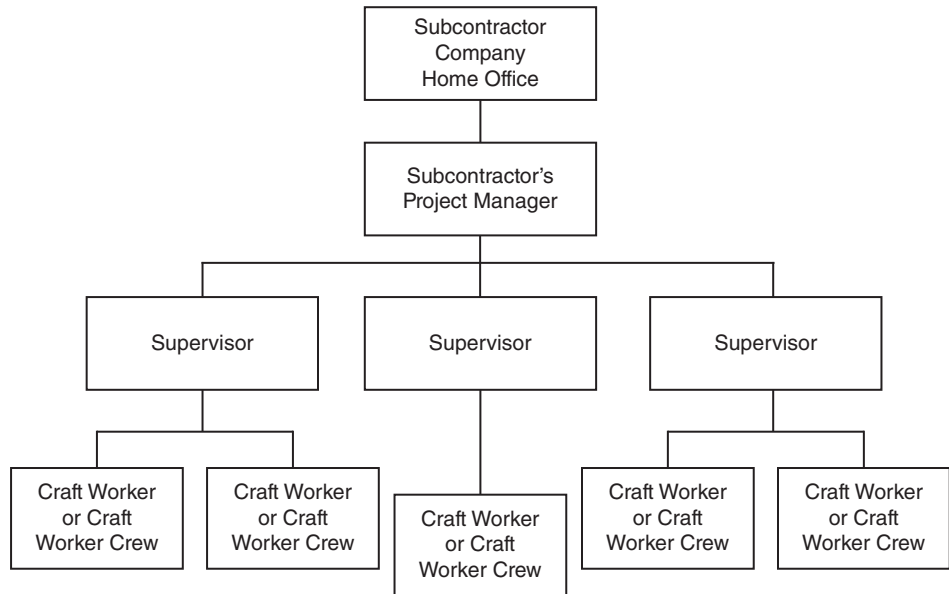 Subcontractor
Company
Home Office
Subcontractor’s
Project Manager
Supervisor
Supervisor
Supervisor
Craft Worker
or Craft
Worker Crew
Craft Worker
or Craft
Worker Crew
Craft Worker
or Craft
Worker Crew
Craft Worker
or Craft
Worker Crew
Craft Worker
or Craft
Worker Crew